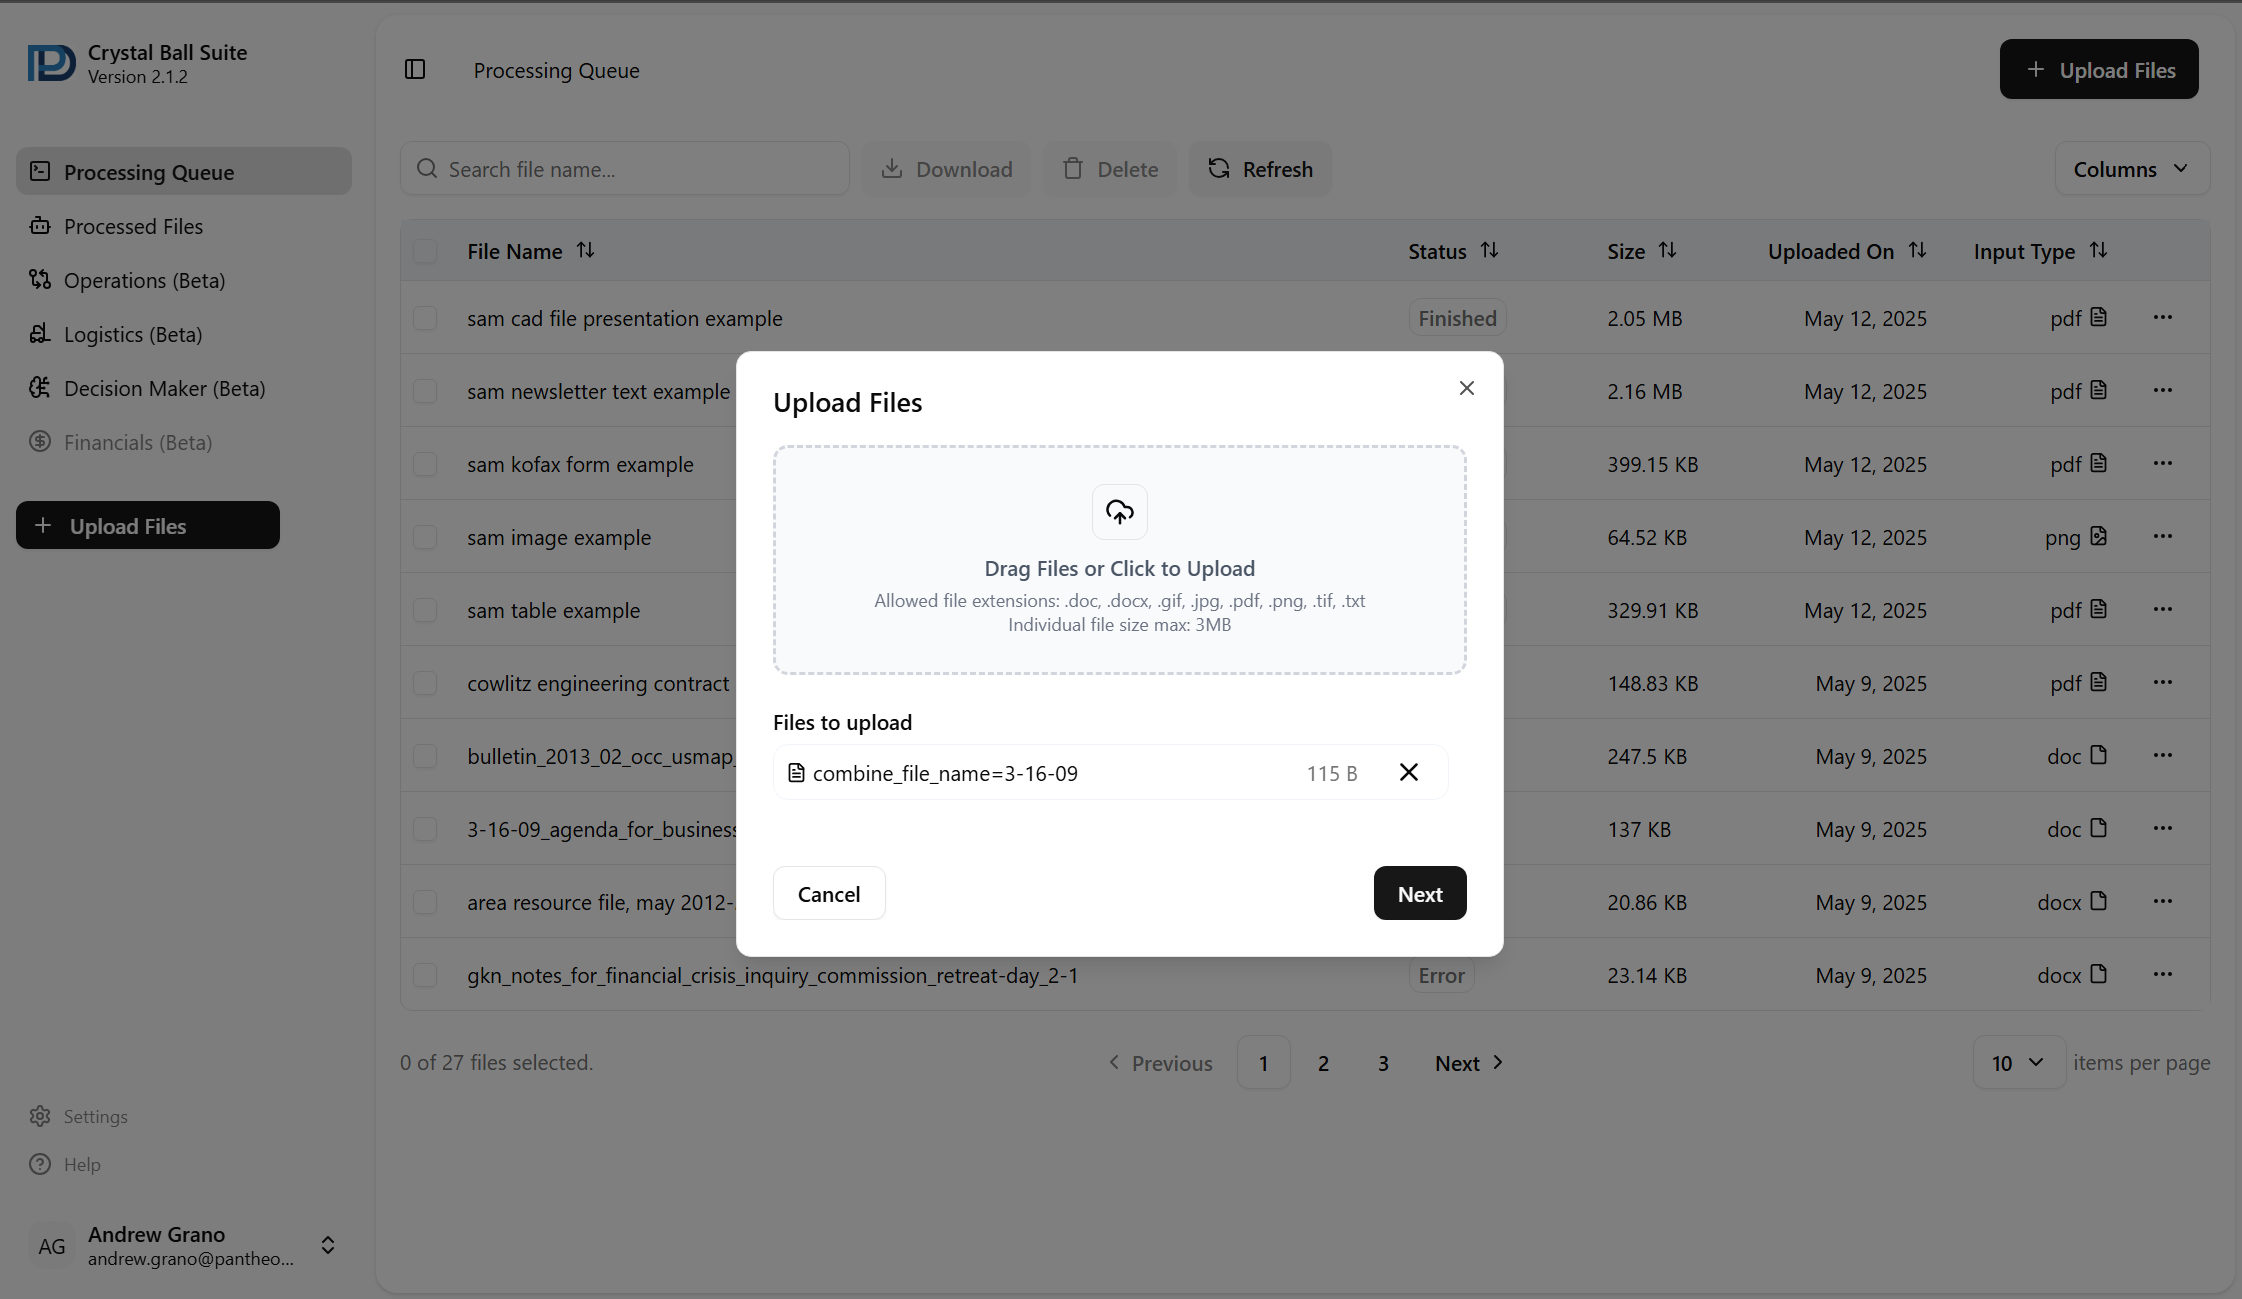 Crystal Ball Suite
Version 2.1.2
Processing Queue
Processed Files
Operations (Beta)
Logistics (Beta)
Decision Maker (Beta)
Financials (Beta)
+ Upload Files
Settings
Help
AG
Andrew Grano
andrew.grano@pantheo...
Processing Queue
+ Upload Files
Search file name...
Download
Delete
Refresh
Columns
File Name Status Size Uploaded On Input Type
sam cad file presentation example Finished 2.05 MB May 12, 2025 pdf
sam newsletter text example 2.16 MB May 12, 2025 pdf
sam kofax form example 399.15 KB May 12, 2025 pdf
sam image example 64.52 KB May 12, 2025 png
sam table example 329.91 KB May 12, 2025 pdf
cowlitz engineering contract 148.83 KB May 9, 2025 pdf
bulletin_2013_02_occ_usmap_ 247.5 KB May 9, 2025 doc
3-16-09_agenda_for_business 137 KB May 9, 2025 doc
area resource file, may 2012- 20.86 KB May 9, 2025 docx
gkn_notes_for_financial_crisis_inquiry_commission_retreat-day_2-1 Error 23.14 KB May 9, 2025 docx
0 of 27 files selected.
Previous 1 2 3 Next
10 items per page
Upload Files
Drag Files or Click to Upload
Allowed file extensions: .doc, .docx, .gif, .jpg, .pdf, .png, .tif, .txt
Individual file size max: 3MB
Files to upload
combine_file_name=3-16-09 115 B
Cancel
Next